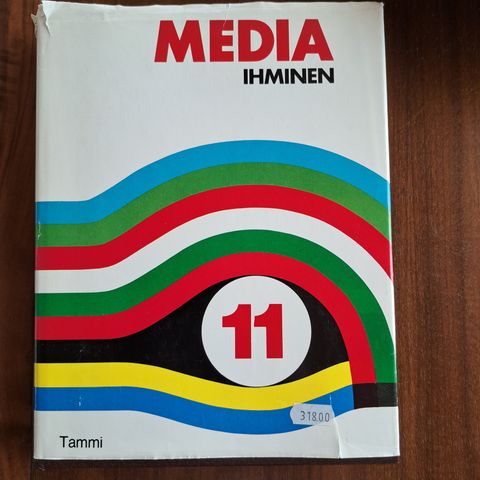 MEDIA
IHMINEN
11
318.00
Tammi